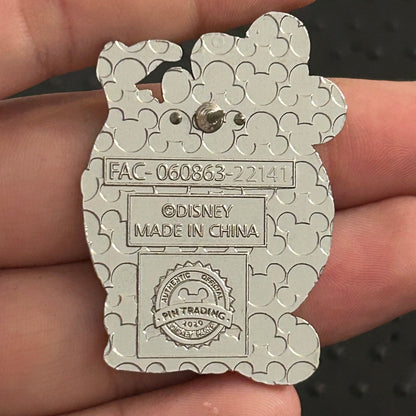 FAC- 060863-22141
©DISNEY
MADE IN CHINA
AUTHENTIC OFFICIAL
PIN TRADING
2020